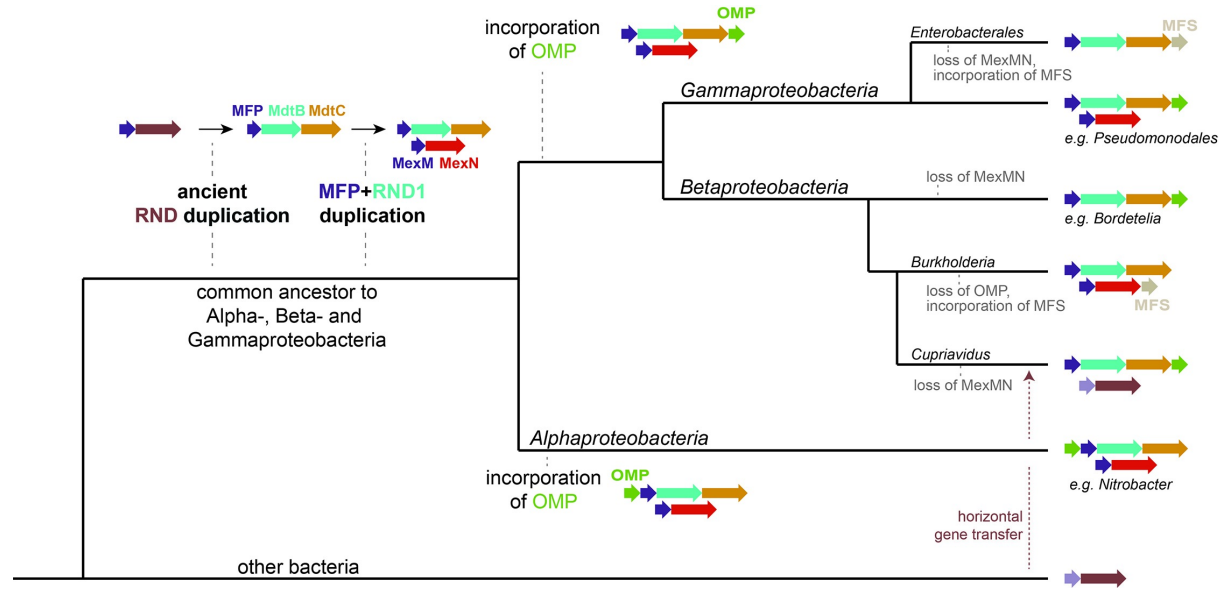 incorporation
of OMP
OMP
Enterobacterales
MFS
loss of MexMN,
incorporation of MFS
Gammaproteobacteria
e.g. Pseudomonodales
MFP MdtB MdtC
MexM MexN
ancient
RND duplication
MFP+RND1
duplication
Betaproteobacteria
loss of MexMN
e.g. Bordetelia
Burkholderia
loss of OMP,
incorporation of MFS
MFS
common ancestor to
Alpha-, Beta- and
Gammaproteobacteria
Cupriavidus
loss of MexMN
Alphaproteobacteria
incorporation
of OMP
OMP
e.g. Nitrobacter
horizontal
gene transfer
other bacteria